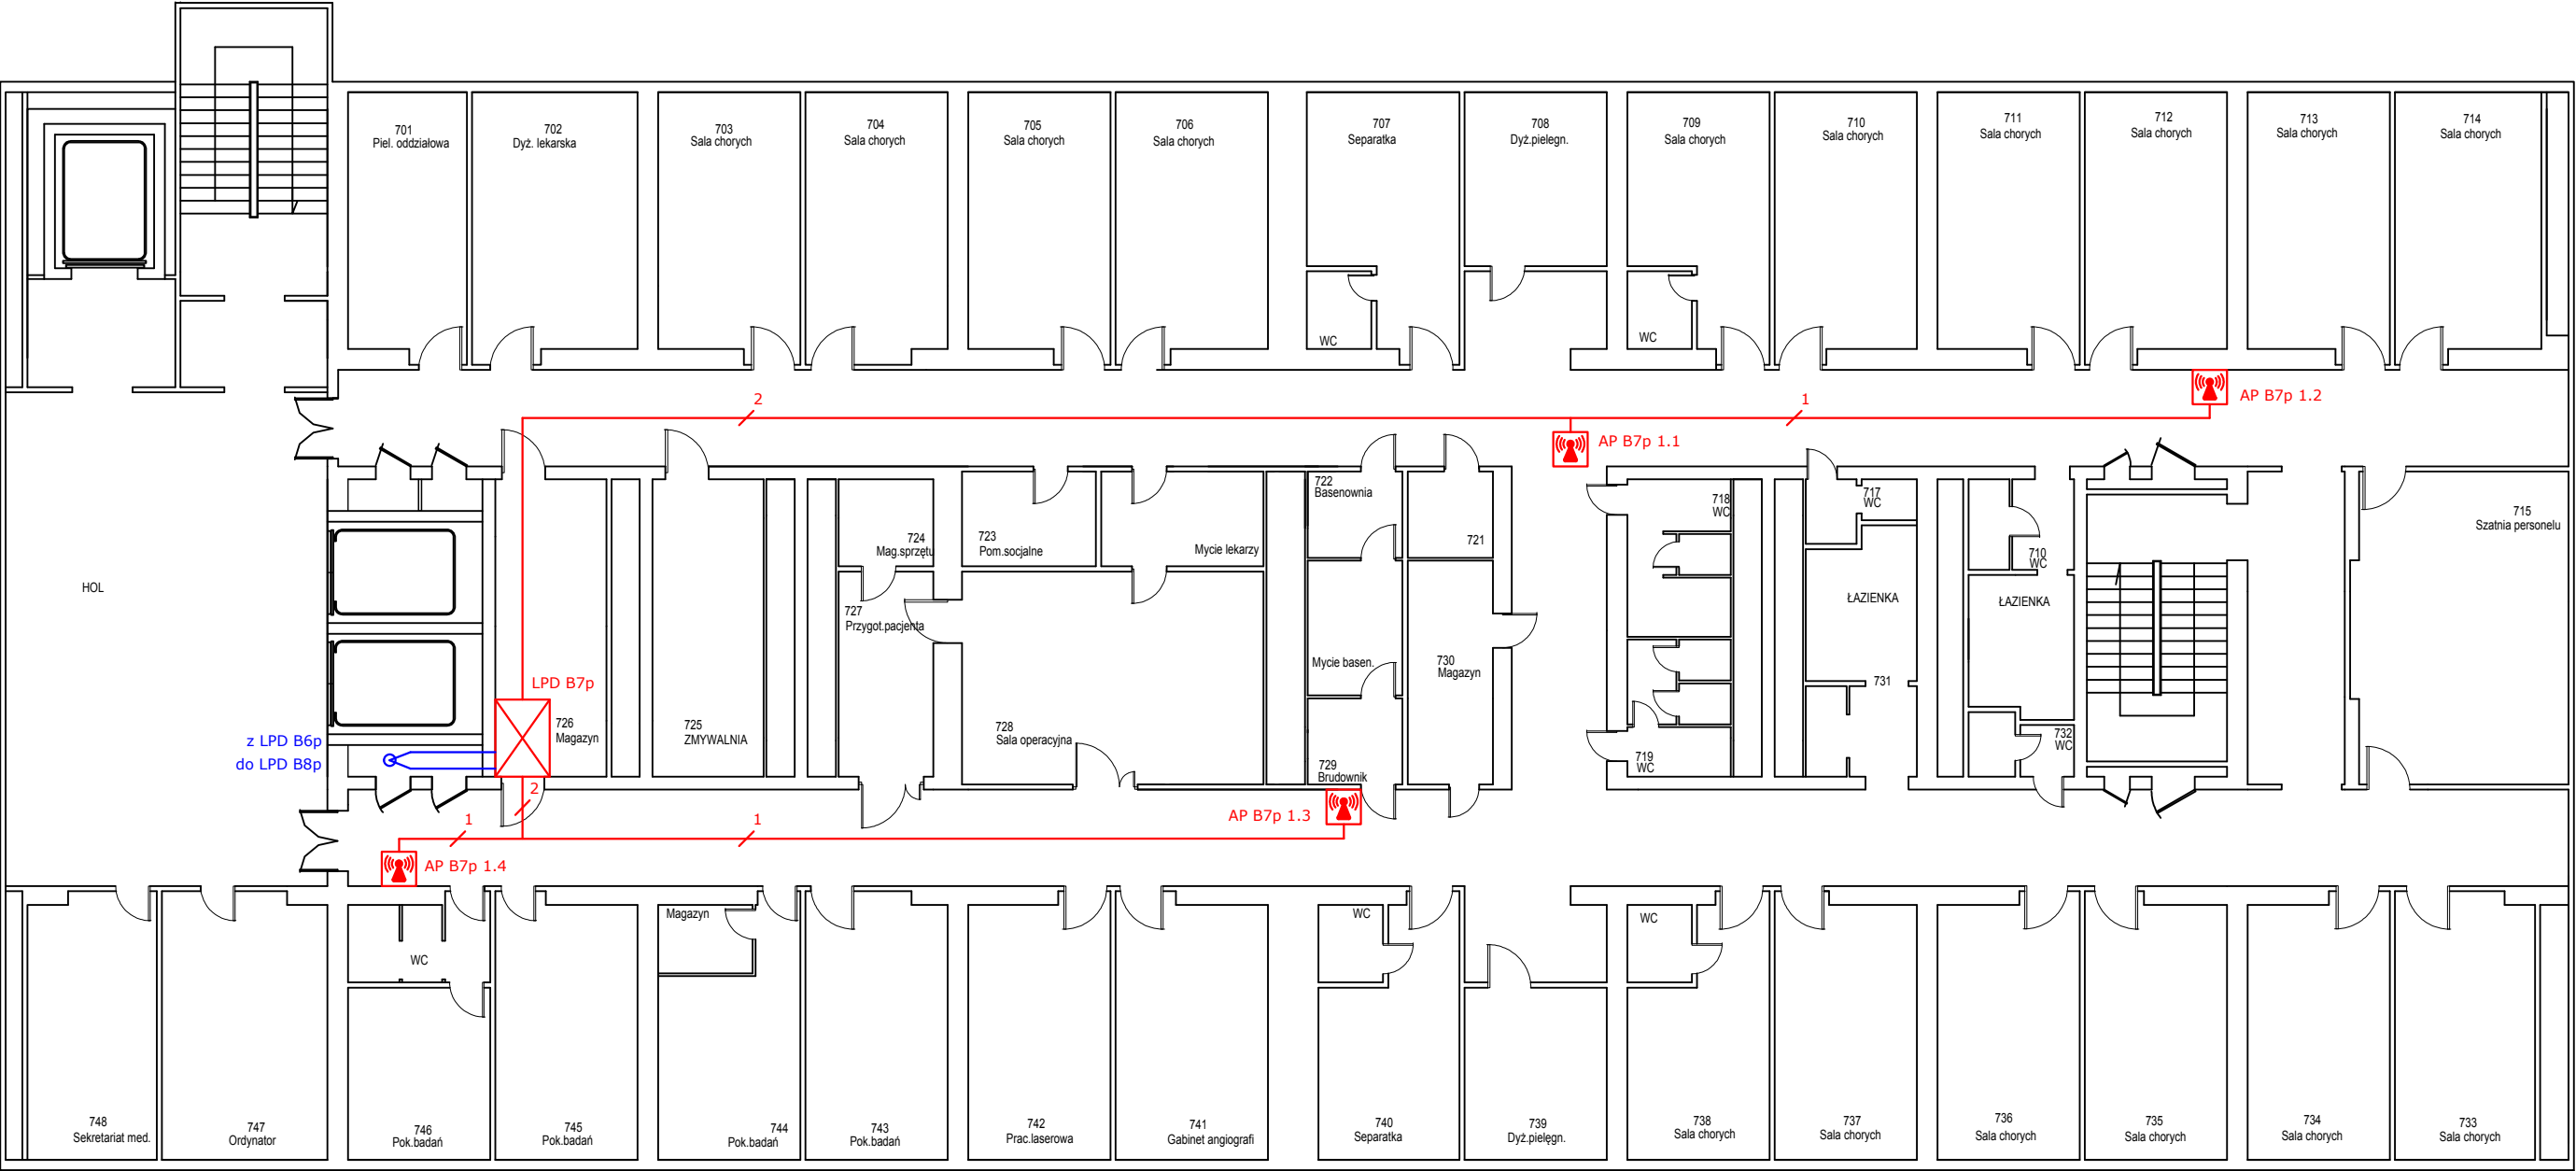 701
Piel. oddziałowa
702
Dyż. lekarska
703
Sala chorych
704
Sala chorych
705
Sala chorych
706
Sala chorych
707
Separatka
708
Dyż.pielegn.
709
Sala chorych
710
Sala chorych
711
Sala chorych
712
Sala chorych
713
Sala chorych
714
Sala chorych
WC
WC
2
1
AP B7p 1.2
AP B7p 1.1
722
Basenownia
724
Mag.sprzętu
723
Pom.socjalne
Mycie lekarzy
721
718
WC
717
WC
710
WC
715
Szatnia personelu
HOL
727
Przygot.pacjenta
ŁAZIENKA
ŁAZIENKA
Mycie basen.
730
Magazyn
731
LPD B7p
726
Magazyn
725
ZMYWALNIA
728
Sala operacyjna
z LPD B6p
do LPD B8p
729
Brudownik
719
WC
732
WC
2
1
1
AP B7p 1.3
AP B7p 1.4
WC
Magazyn
WC
WC
748
Sekretariat med.
747
Ordynator
746
Pok.badań
745
Pok.badań
744
Pok.badań
743
Pok.badań
742
Prac.laserowa
741
Gabinet angiografi
740
Separatka
739
Dyż.pielęgn.
738
Sala chorych
737
Sala chorych
736
Sala chorych
735
Sala chorych
734
Sala chorych
733
Sala chorych